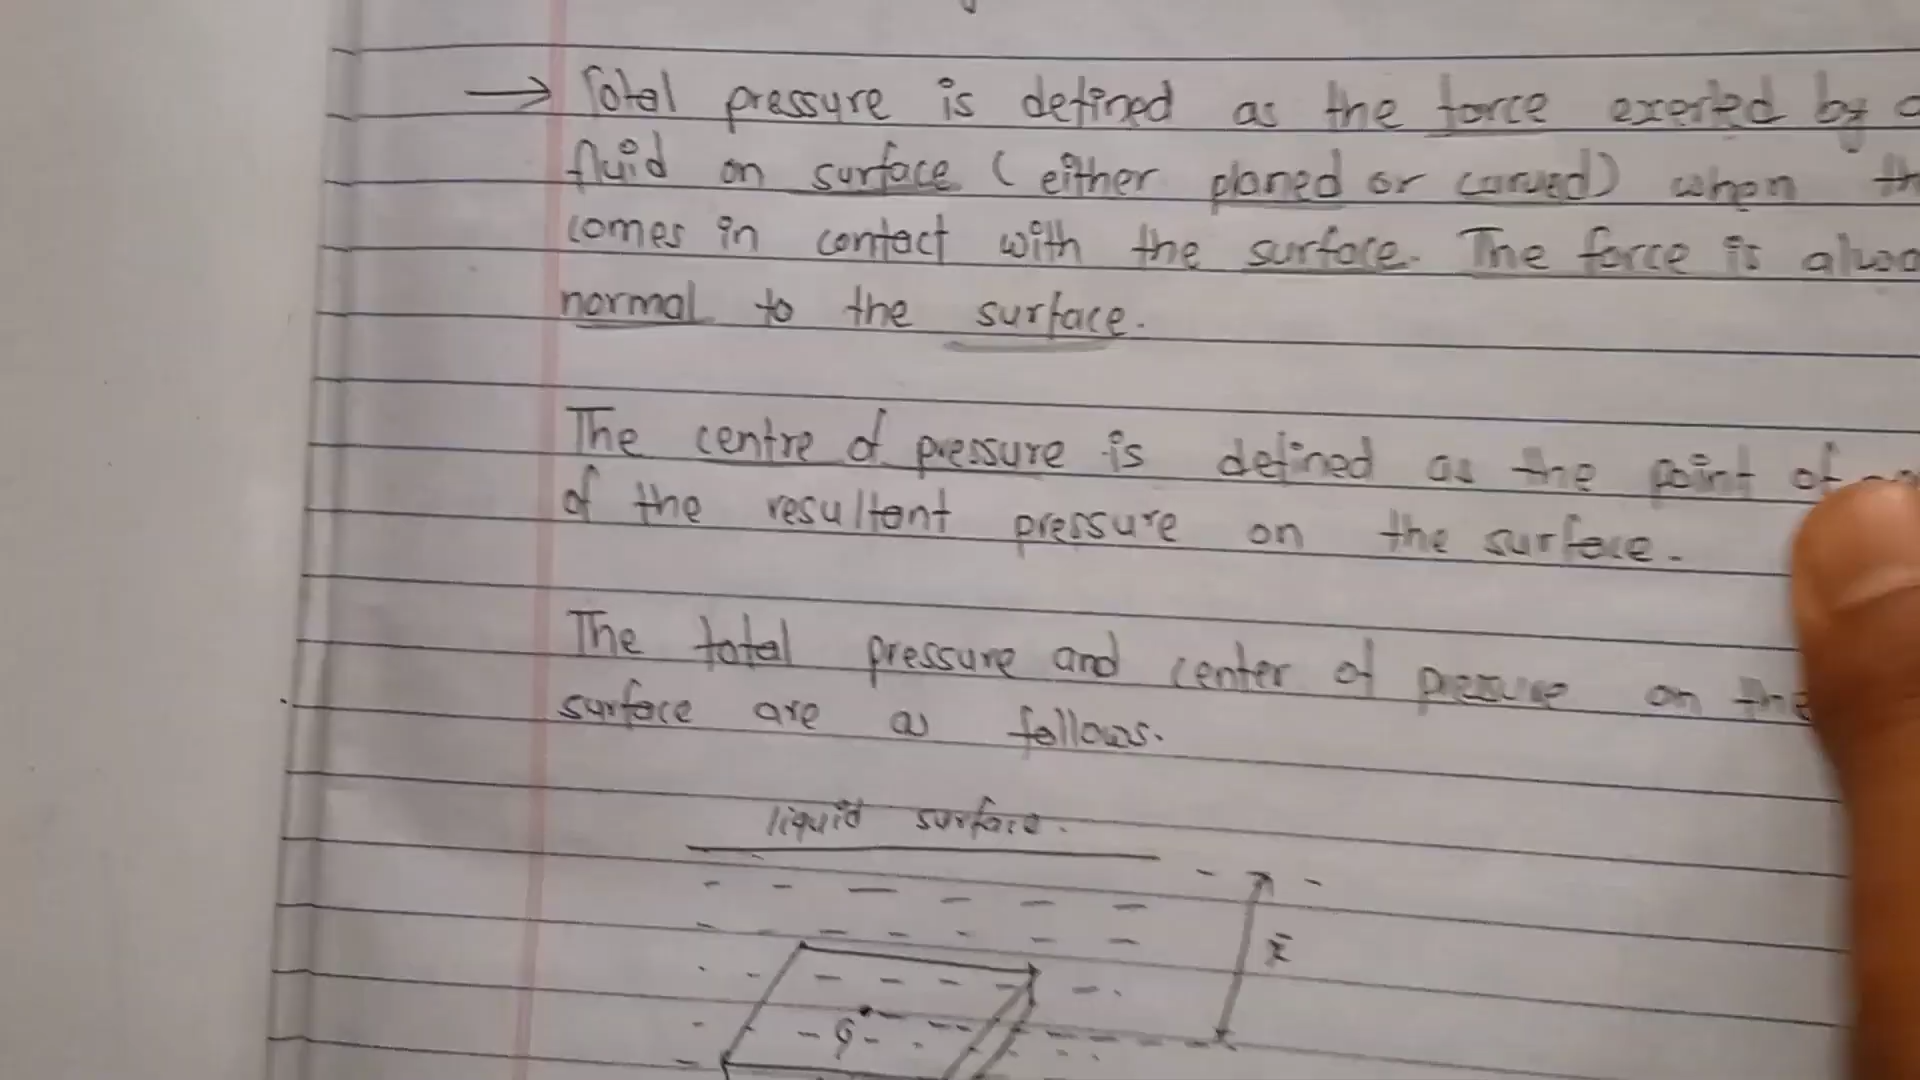 → Total pressure is defined as the force exerted by a
fluid on surface (either planed or curved) when th
comes in contact with the surface. The force is alwa
normal to the surface.
The centre of pressure is defined as the point of
of the resultant pressure on the surface.
The total pressure and center of pressure on the
surface are as follows.
liquid surface.
x̄
G